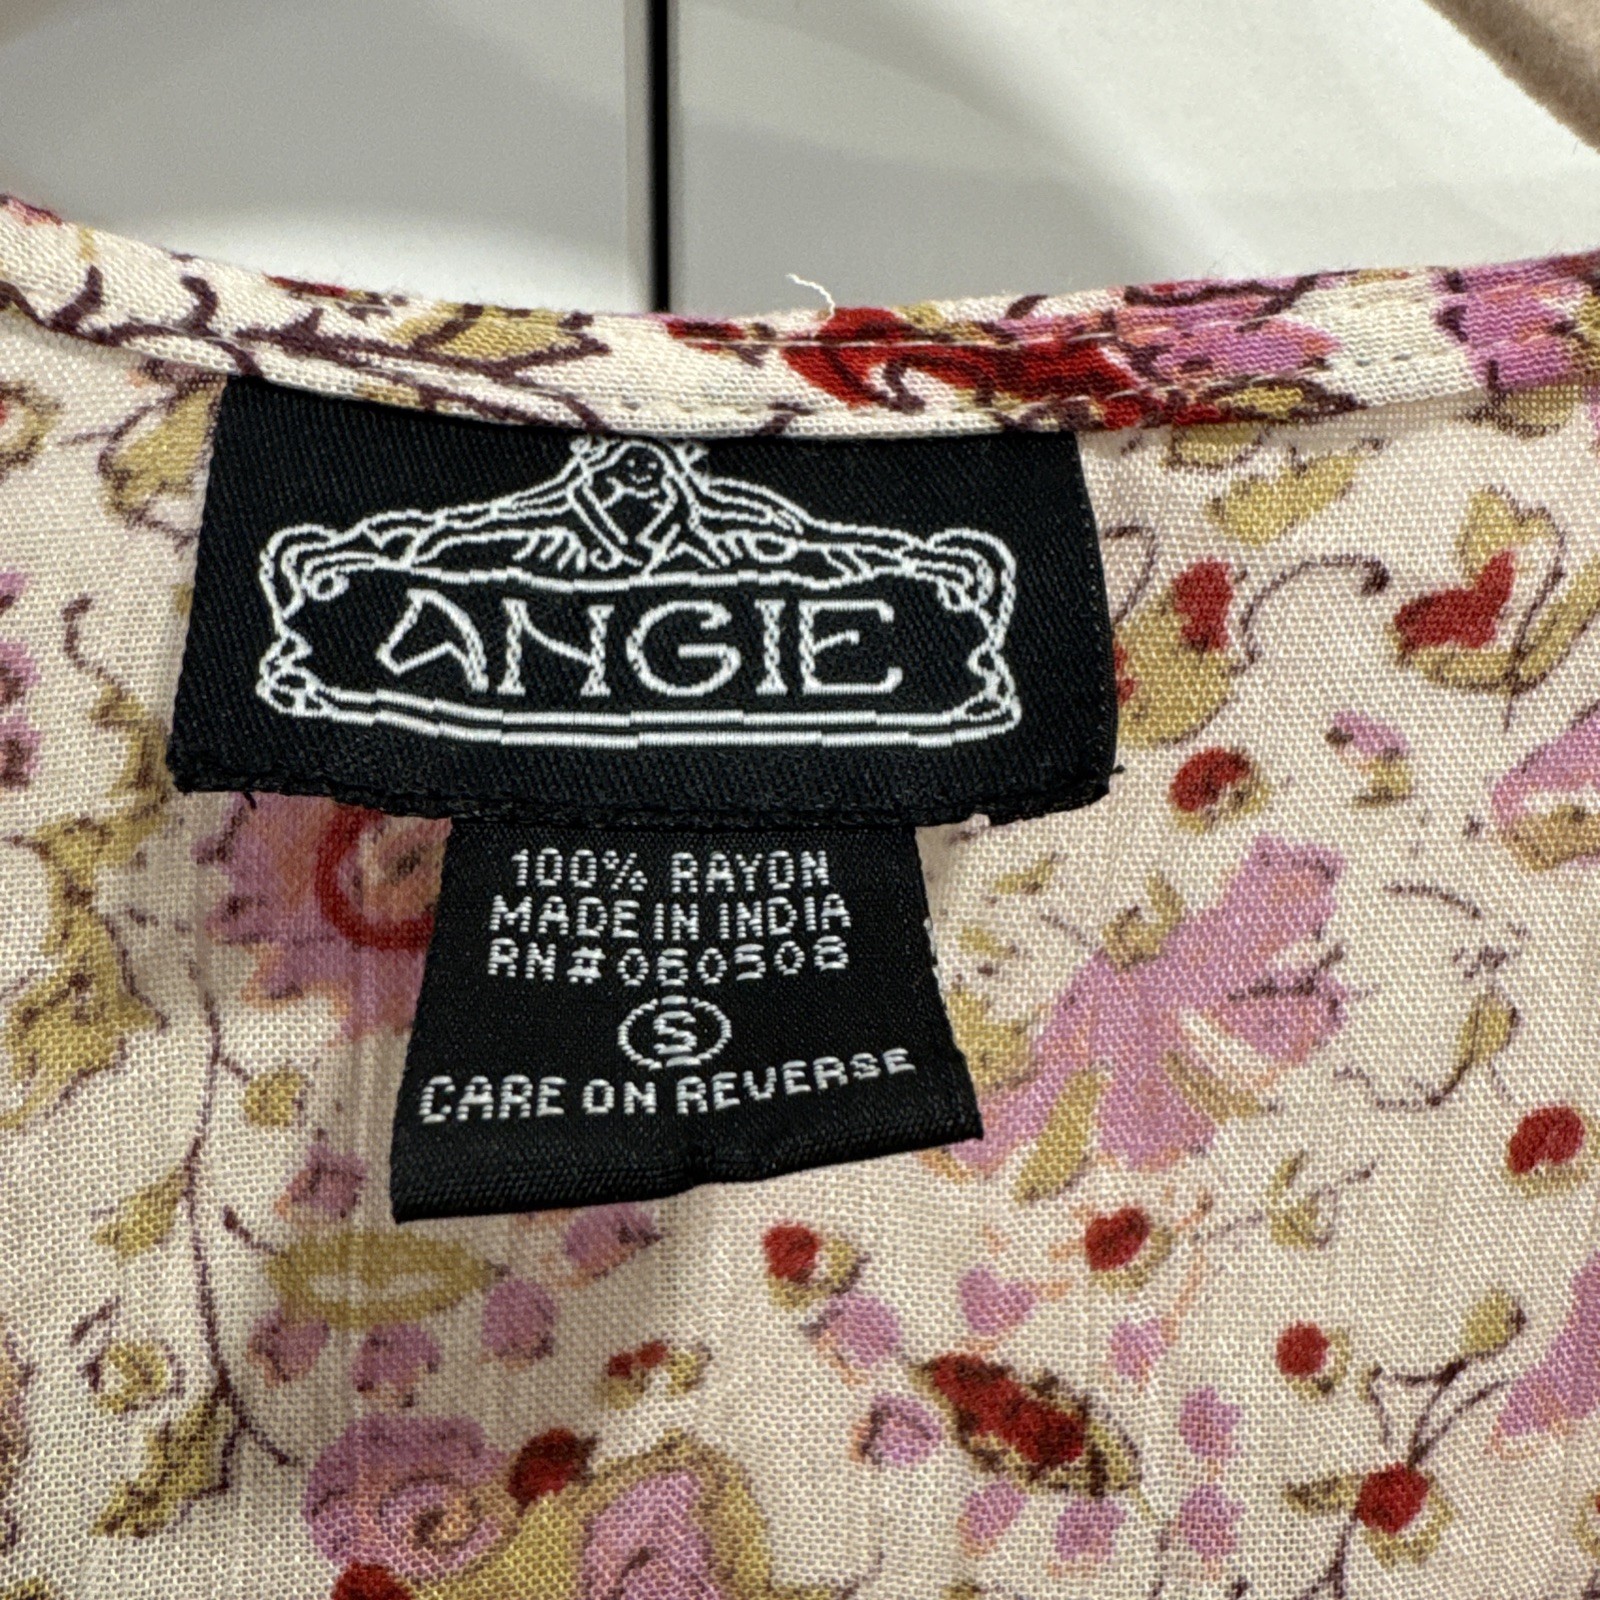 ANGIE
100% RAYON
MADE IN INDIA
RN#060508
S
CARE ON REVERSE